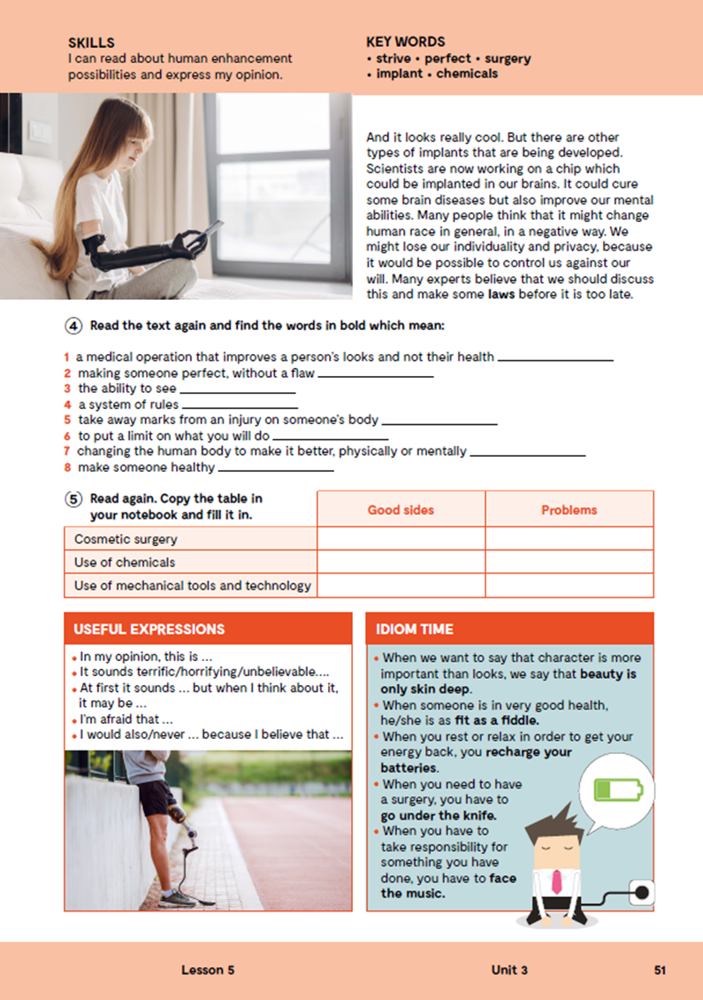 SKILLS
I can read about human enhancement
possibilities and express my opinion.
KEY WORDS
• strive • perfect • surgery
• implant • chemicals
And it looks really cool. But there are other
types of implants that are being developed.
Scientists are now working on a chip which
could be implanted in our brains. It could cure
some brain diseases but also improve our mental
abilities. Many people think that it might change
human race in general, in a negative way. We
might lose our individuality and privacy, because
it would be possible to control us against our
will. Many experts believe that we should discuss
this and make some laws before it is too late.
4 Read the text again and find the words in bold which mean:
1 a medical operation that improves a person's looks and not their health
2 making someone perfect, without a flaw
3 the ability to see
4 a system of rules
5 take away marks from an injury on someone's body
6 to put a limit on what you will do
7 changing the human body to make it better, physically or mentally
8 make someone healthy
5 Read again. Copy the table in
your notebook and fill it in.
Good sides
Problems
Cosmetic surgery
Use of chemicals
Use of mechanical tools and technology
USEFUL EXPRESSIONS
• In my opinion, this is ...
• It sounds terrific/horrifying/unbelievable....
• At first it sounds ... but when I think about it,
it may be ...
• I'm afraid that ...
• I would also/never ... because I believe that ...
IDIOM TIME
• When we want to say that character is more
important than looks, we say that beauty is
only skin deep.
• When someone is in very good health,
he/she is as fit as a fiddle.
• When you rest or relax in order to get your
energy back, you recharge your
batteries.
• When you need to have
a surgery, you have to
go under the knife.
• When you have to
take responsibility for
something you have
done, you have to face
the music.
Lesson 5
Unit 3
51